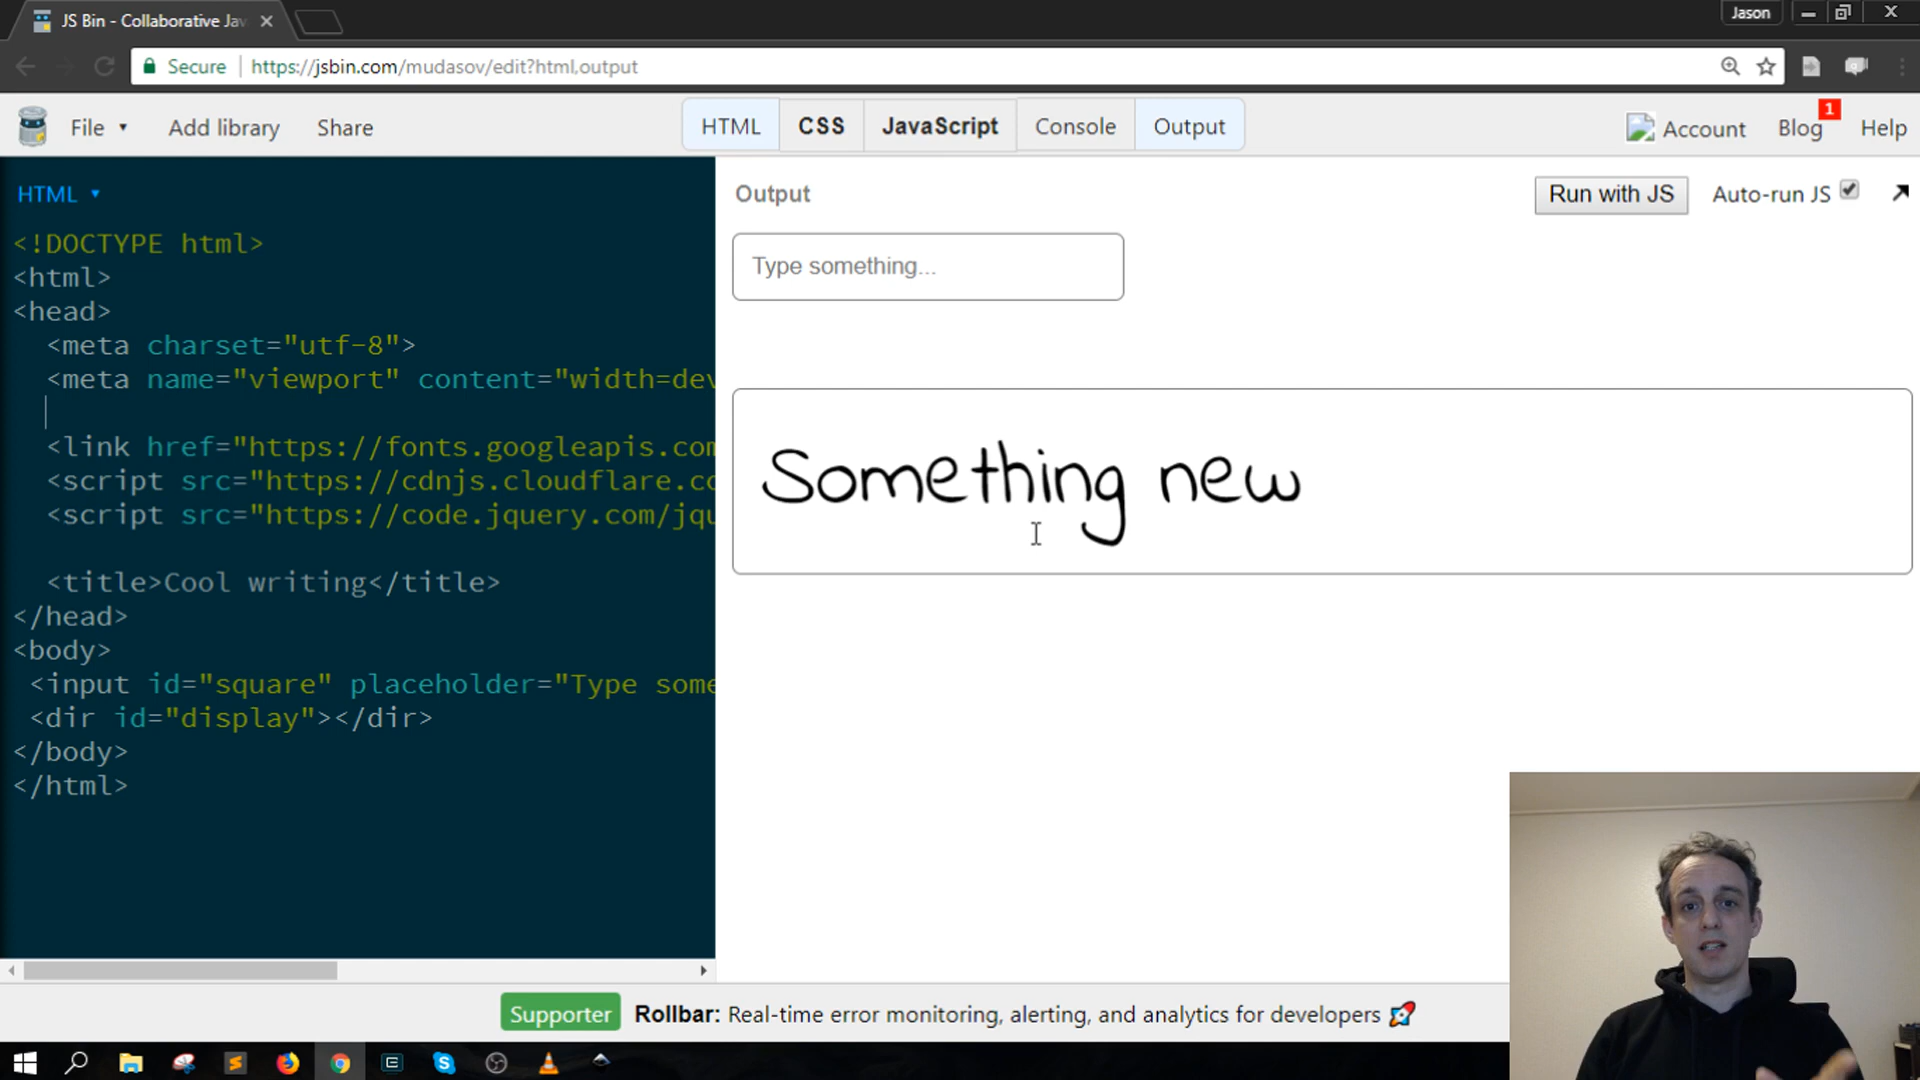 JS Bin - Collaborative Jav
Jason
Secure
https://jsbin.com/mudasov/edit?html,output
File
Add library
Share
HTML
CSS
JavaScript
Console
Output
Account
Blog
1
Help
HTML
Output
Run with JS
Auto-run JS
<!DOCTYPE html>
<html>
<head>
<meta charset="utf-8">
<meta name="viewport" content="width=dev
<link href="https://fonts.googleapis.com
<script src="https://cdnjs.cloudflare.co
<script src="https://code.jquery.com/jqu
<title>Cool writing</title>
</head>
<body>
<input id="square" placeholder="Type some
<dir id="display"></dir>
</body>
</html>
Type something...
Something new
Supporter
Rollbar: Real-time error monitoring, alerting, and analytics for developers 🚀